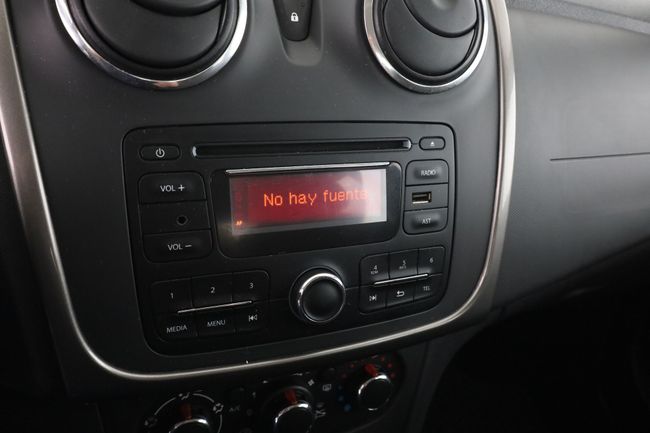 VOL +
No hay fuente
RADIO
VOL −
AST
1 2 3
4 5 6
MEDIA MENU
TEL
A/C